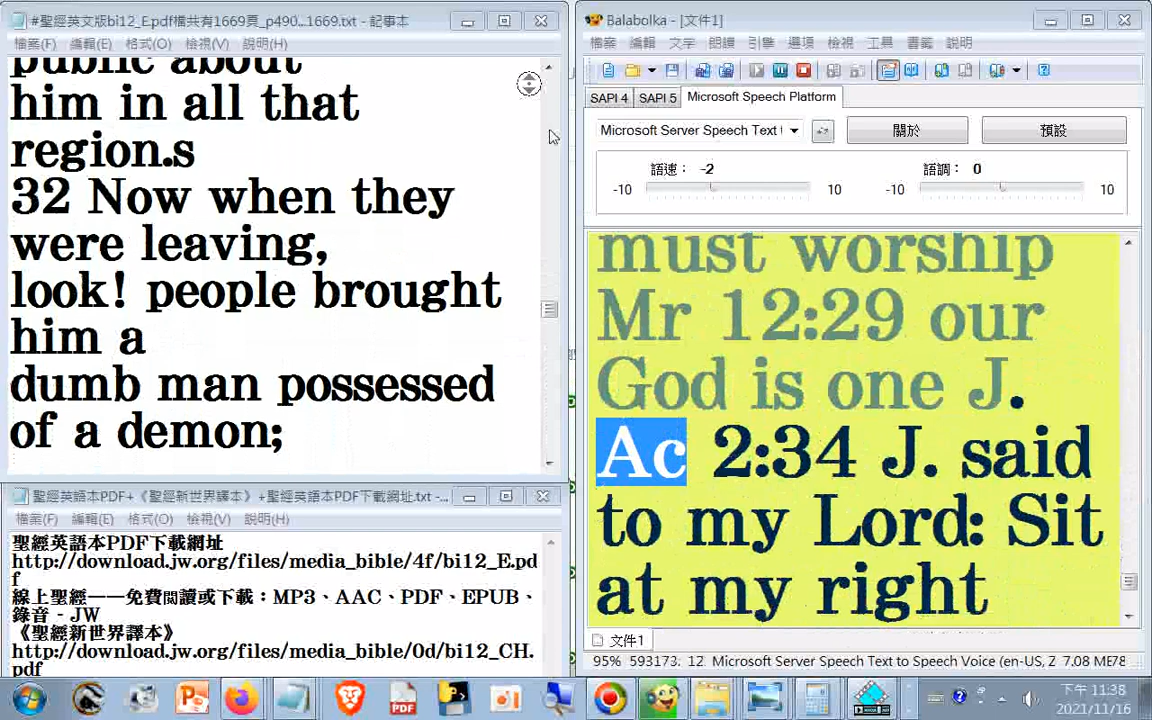 #聖經英文版bi12_E.pdf檔共有1669頁_p490...1669.txt - 記事本
檔案(F) 編輯(E) 格式(O) 檢視(V) 說明(H)
public about
him in all that
region.s
32 Now when they
were leaving,
look! people brought
him a
dumb man possessed
of a demon;
聖經英語本PDF+《聖經新世界譯本》+聖經英語本PDF下載網址.txt -...
檔案(F) 編輯(E) 格式(O) 檢視(V) 說明(H)
聖經英語本PDF下載網址
http://download.jw.org/files/media_bible/4f/bi12_E.pd
f
線上聖經——免費閱讀或下載：MP3、AAC、PDF、EPUB、
錄音 - JW
《聖經新世界譯本》
http://download.jw.org/files/media_bible/0d/bi12_CH.
pdf
Balabolka - [文件1]
檔案 編輯 文字 朗讀 引擎 選項 檢視 工具 書籤 說明
SAPI 4 SAPI 5 Microsoft Speech Platform
Microsoft Server Speech Text 關於 預設
語速： -2 語調： 0
-10 10 -10 10
must worship
Mr 12:29 our
God is one J.
Ac 2:34 J. said
to my Lord: Sit
at my right
文件1
95% 593173. 12 Microsoft Server Speech Text to Speech Voice (en-US, Z 7.08 ME78
PDF
下午 11:38
2021/11/16